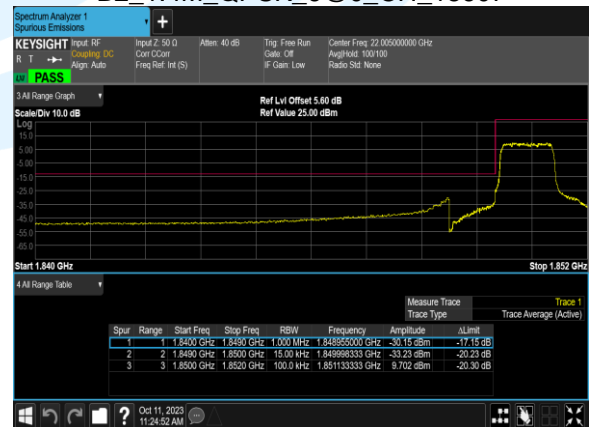 Spectrum Analyzer 1
Spurious Emissions
+
KEYSIGHT Input: RF Input Z: 50 Ω Atten: 40 dB Trig: Free Run Center Freq: 22.005000000 GHz
R T Coupling: DC Corr CCorr Gate: Off Avg|Hold: 100/100
Align: Auto Freq Ref: Int (S) IF Gain: Low Radio Std: None
LXI PASS
3 All Range Graph
Ref Lvl Offset 5.60 dB
Scale/Div 10.0 dB Ref Value 25.00 dBm
Log
15.0
5.00
-5.00
-15.0
-25.0
-35.0
-45.0
-55.0
-65.0
Start 1.840 GHz Stop 1.852 GHz
4 All Range Table
Measure Trace Trace 1
Trace Type Trace Average (Active)
Spur Range Start Freq Stop Freq RBW Frequency Amplitude ΔLimit
1 1 1.8400 GHz 1.8490 GHz 1.000 MHz 1.848955000 GHz -30.15 dBm -17.15 dB
2 2 1.8490 GHz 1.8500 GHz 15.00 kHz 1.849998333 GHz -33.23 dBm -20.23 dB
3 3 1.8500 GHz 1.8520 GHz 100.0 kHz 1.851133333 GHz 9.702 dBm -20.30 dB
? Oct 11, 2023
11:24:52 AM